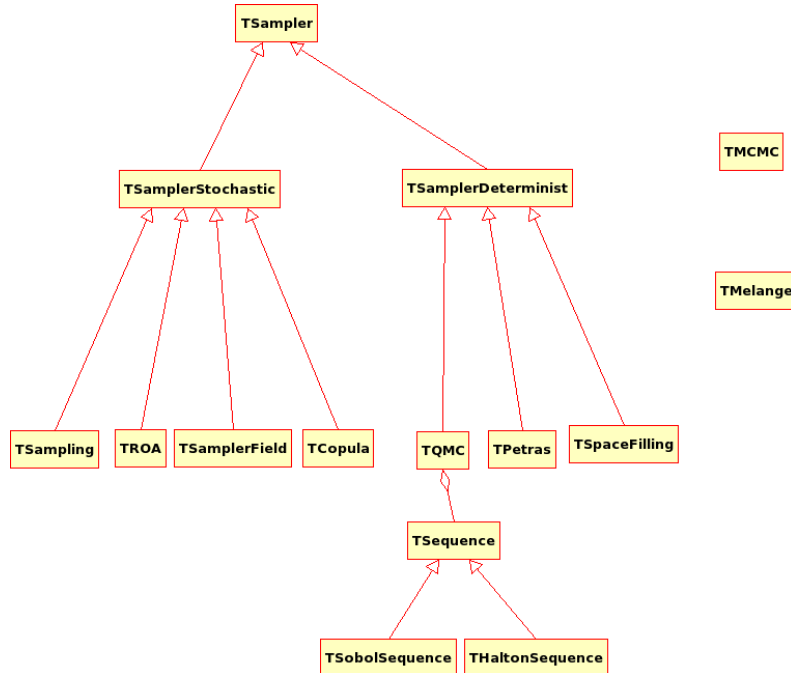 TSampler
TMCMC
TSamplerStochastic
TSamplerDeterminist
TMelange
TSampling
TROA
TSamplerField
TCopula
TQMC
TPetras
TSpaceFilling
TSequence
TSobolSequence
THaltonSequence